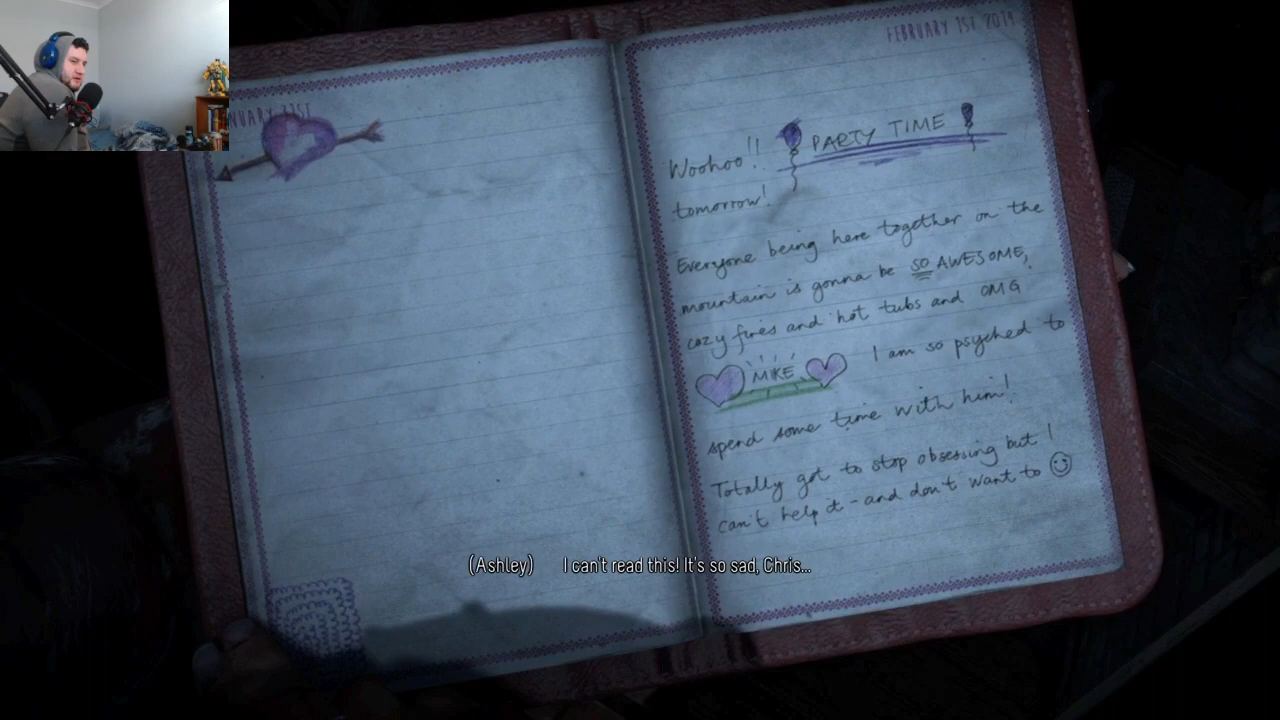 NUARY 31ST
FEBRUARY 1ST 2014
Woohoo!! PARTY TIME
tomorrow!
Everyone being here together on the
mountain is gonna be SO AWESOME,
cozy fires and hot tubs and OMG
MIKE I am so psyched to
spend some time with him!
Totally got to stop obsessing but I
can't help it - and don't want to
(Ashley) I can't read this! It's so sad, Chris...